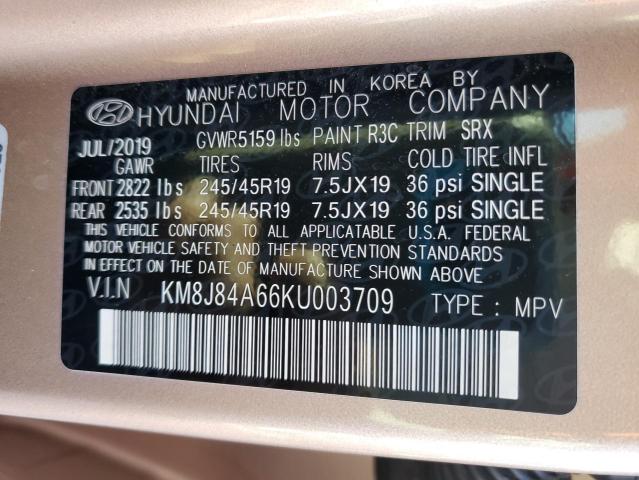 MANUFACTURED IN KOREA BY
HYUNDAI MOTOR COMPANY
JUL/2019 GVWR5159 lbs PAINT R3C TRIM SRX
GAWR TIRES RIMS COLD TIRE INFL
FRONT 2822 lbs 245/45R19 7.5JX19 36 psi SINGLE
REAR 2535 lbs 245/45R19 7.5JX19 36 psi SINGLE
THIS VEHICLE CONFORMS TO ALL APPLICABLE U.S.A. FEDERAL
MOTOR VEHICLE SAFETY AND THEFT PREVENTION STANDARDS
IN EFFECT ON THE DATE OF MANUFACTURE SHOWN ABOVE
V.I.N KM8J84A66KU003709 TYPE : MPV